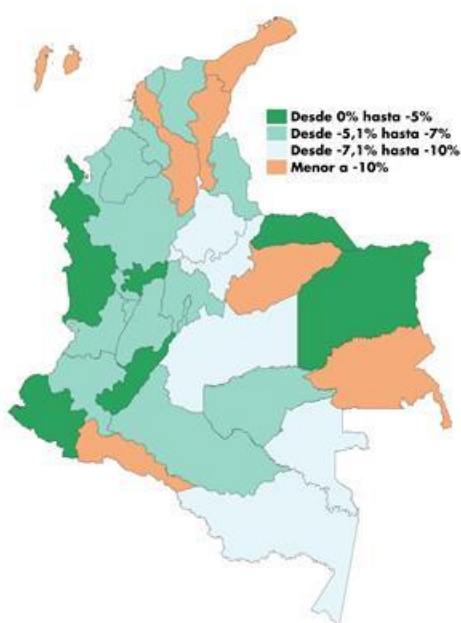 Desde 0% hasta -5%
Desde -5,1% hasta -7%
Desde -7,1% hasta -10%
Menor a -10%